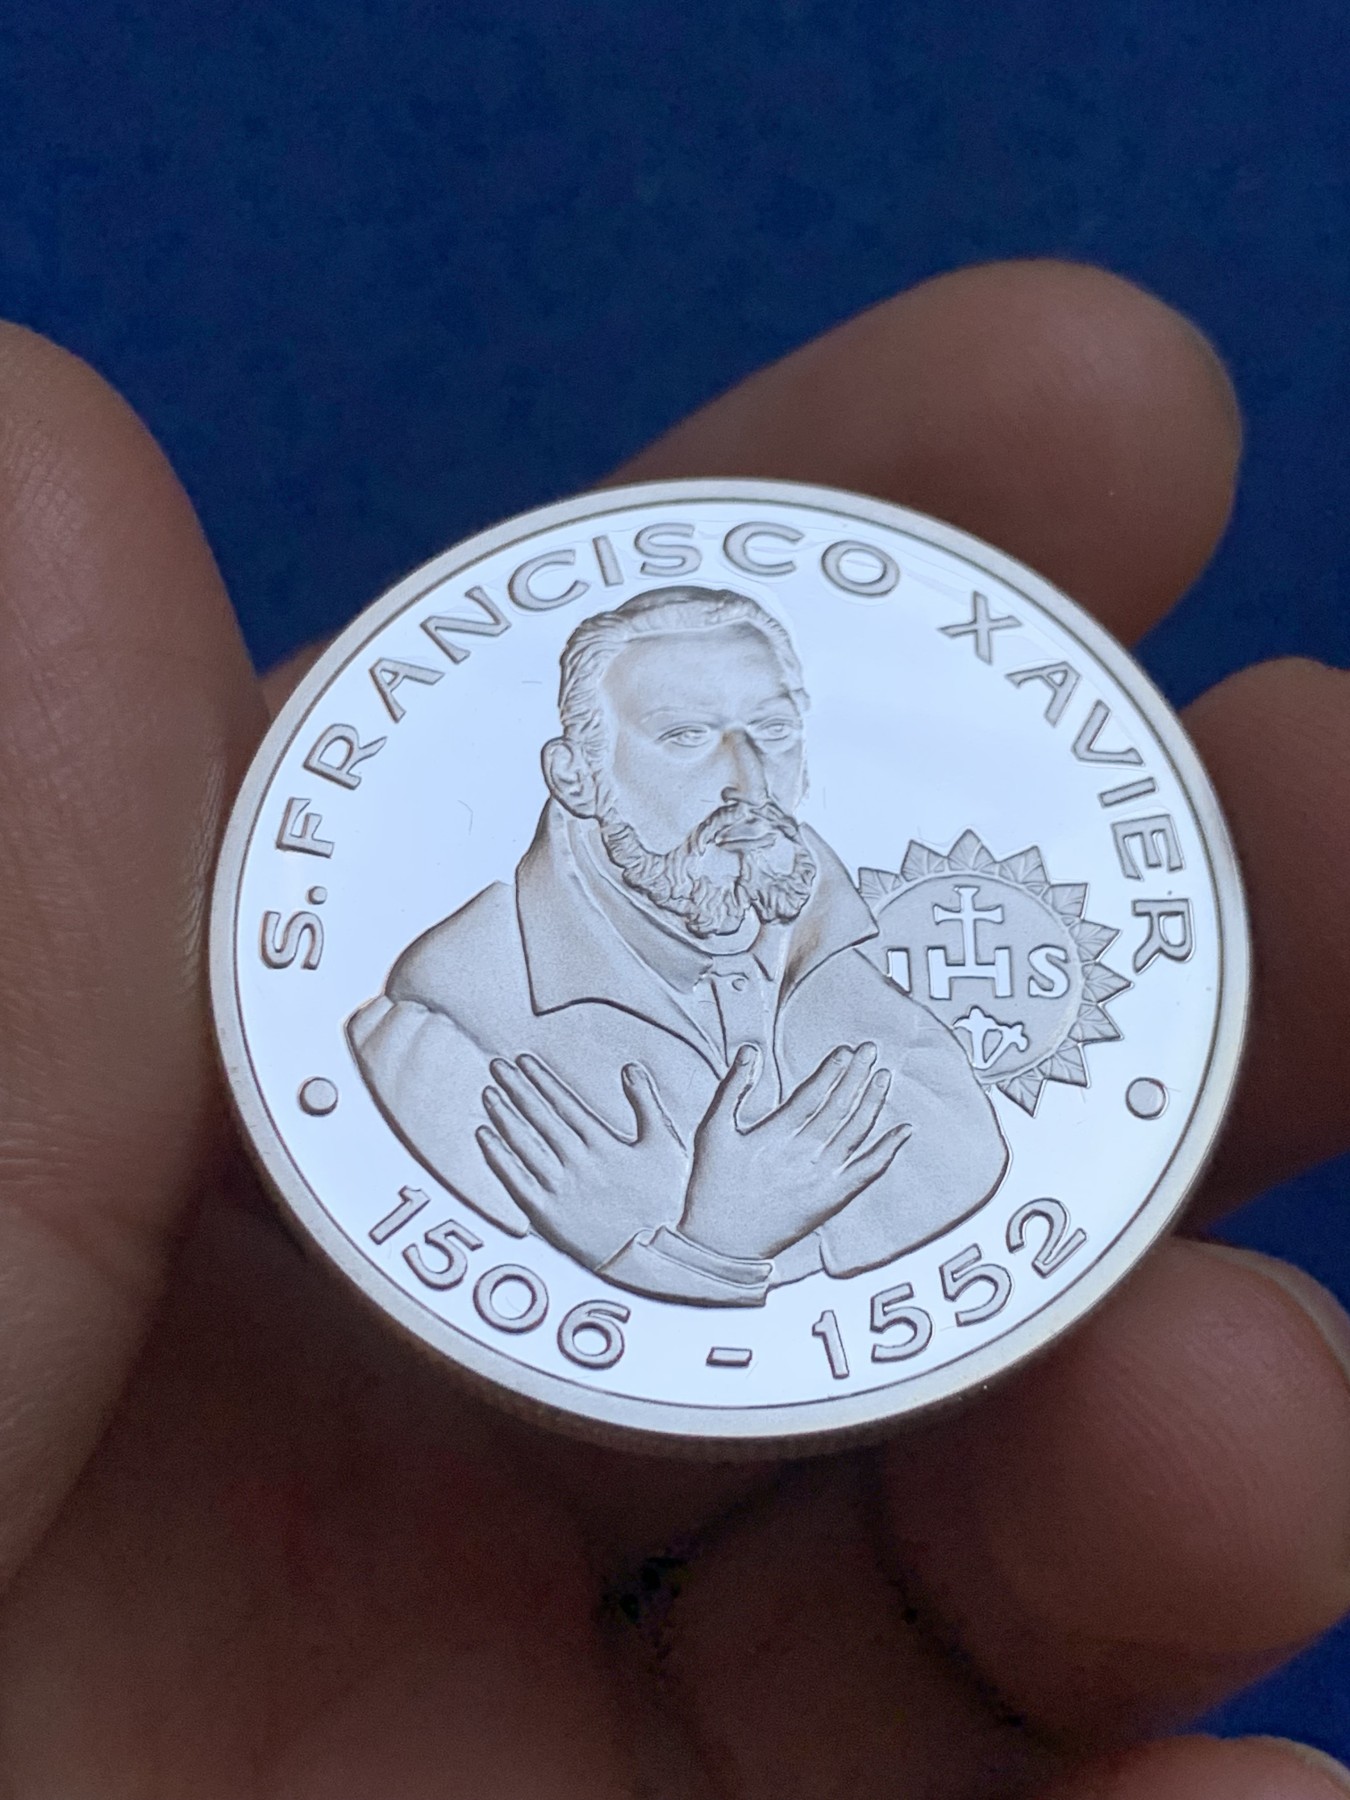 S. FRANCISCO XAVIER
IHS
1506 - 1552